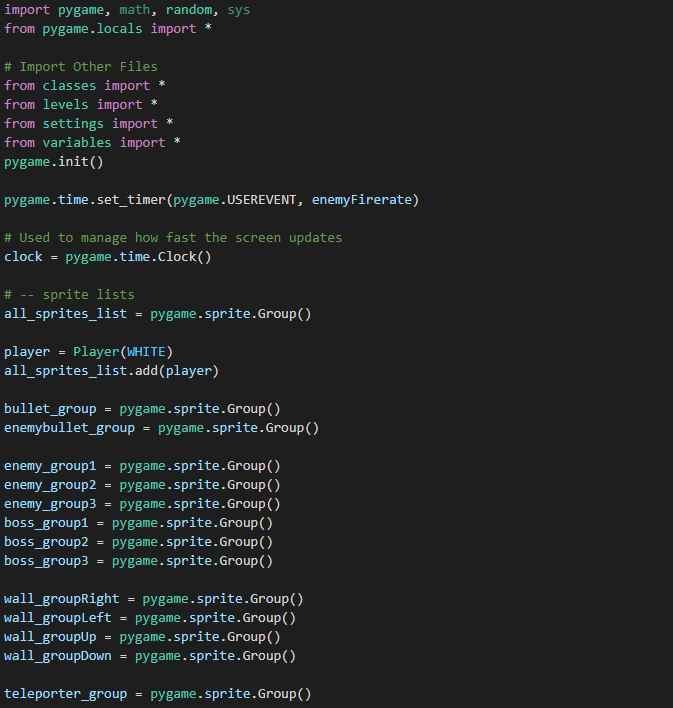 import pygame, math, random, sys
from pygame.locals import *
# Import Other Files
from classes import *
from levels import *
from settings import *
from variables import *
pygame.init()
pygame.time.set_timer(pygame.USEREVENT, enemyFirerate)
# Used to manage how fast the screen updates
clock = pygame.time.Clock()
# -- sprite lists
all_sprites_list = pygame.sprite.Group()
player = Player(WHITE)
all_sprites_list.add(player)
bullet_group = pygame.sprite.Group()
enemybullet_group = pygame.sprite.Group()
enemy_group1 = pygame.sprite.Group()
enemy_group2 = pygame.sprite.Group()
enemy_group3 = pygame.sprite.Group()
boss_group1 = pygame.sprite.Group()
boss_group2 = pygame.sprite.Group()
boss_group3 = pygame.sprite.Group()
wall_groupRight = pygame.sprite.Group()
wall_groupLeft = pygame.sprite.Group()
wall_groupUp = pygame.sprite.Group()
wall_groupDown = pygame.sprite.Group()
teleporter_group = pygame.sprite.Group()